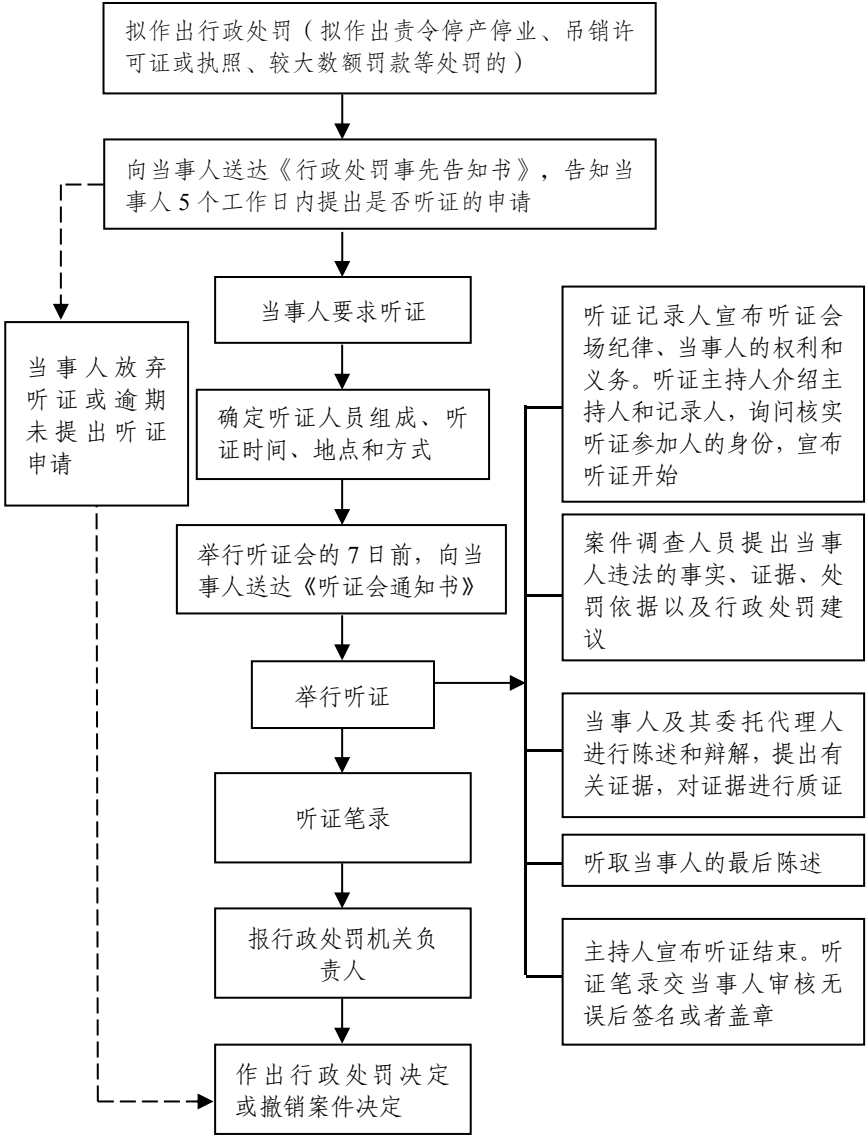 拟作出行政处罚（拟作出责令停产停业、吊销许
可证或执照、较大数额罚款等处罚的）
向当事人送达《行政处罚事先告知书》，告知当
事人 5 个工作日内提出是否听证的申请
当事人要求听证
当事人放弃
听证或逾期
未提出听证
申请
确定听证人员组成、听
证时间、地点和方式
举行听证会的 7 日前，向当
事人送达《听证会通知书》
举行听证
听证笔录
报行政处罚机关负
责人
作出行政处罚决定
或撤销案件决定
听证记录人宣布听证会
场纪律、当事人的权利和
义务。听证主持人介绍主
持人和记录人，询问核实
听证参加人的身份，宣布
听证开始
案件调查人员提出当事
人违法的事实、证据、处
罚依据以及行政处罚建
议
当事人及其委托代理人
进行陈述和辩解，提出有
关证据，对证据进行质证
听取当事人的最后陈述
主持人宣布听证结束。听
证笔录交当事人审核无
误后签名或者盖章